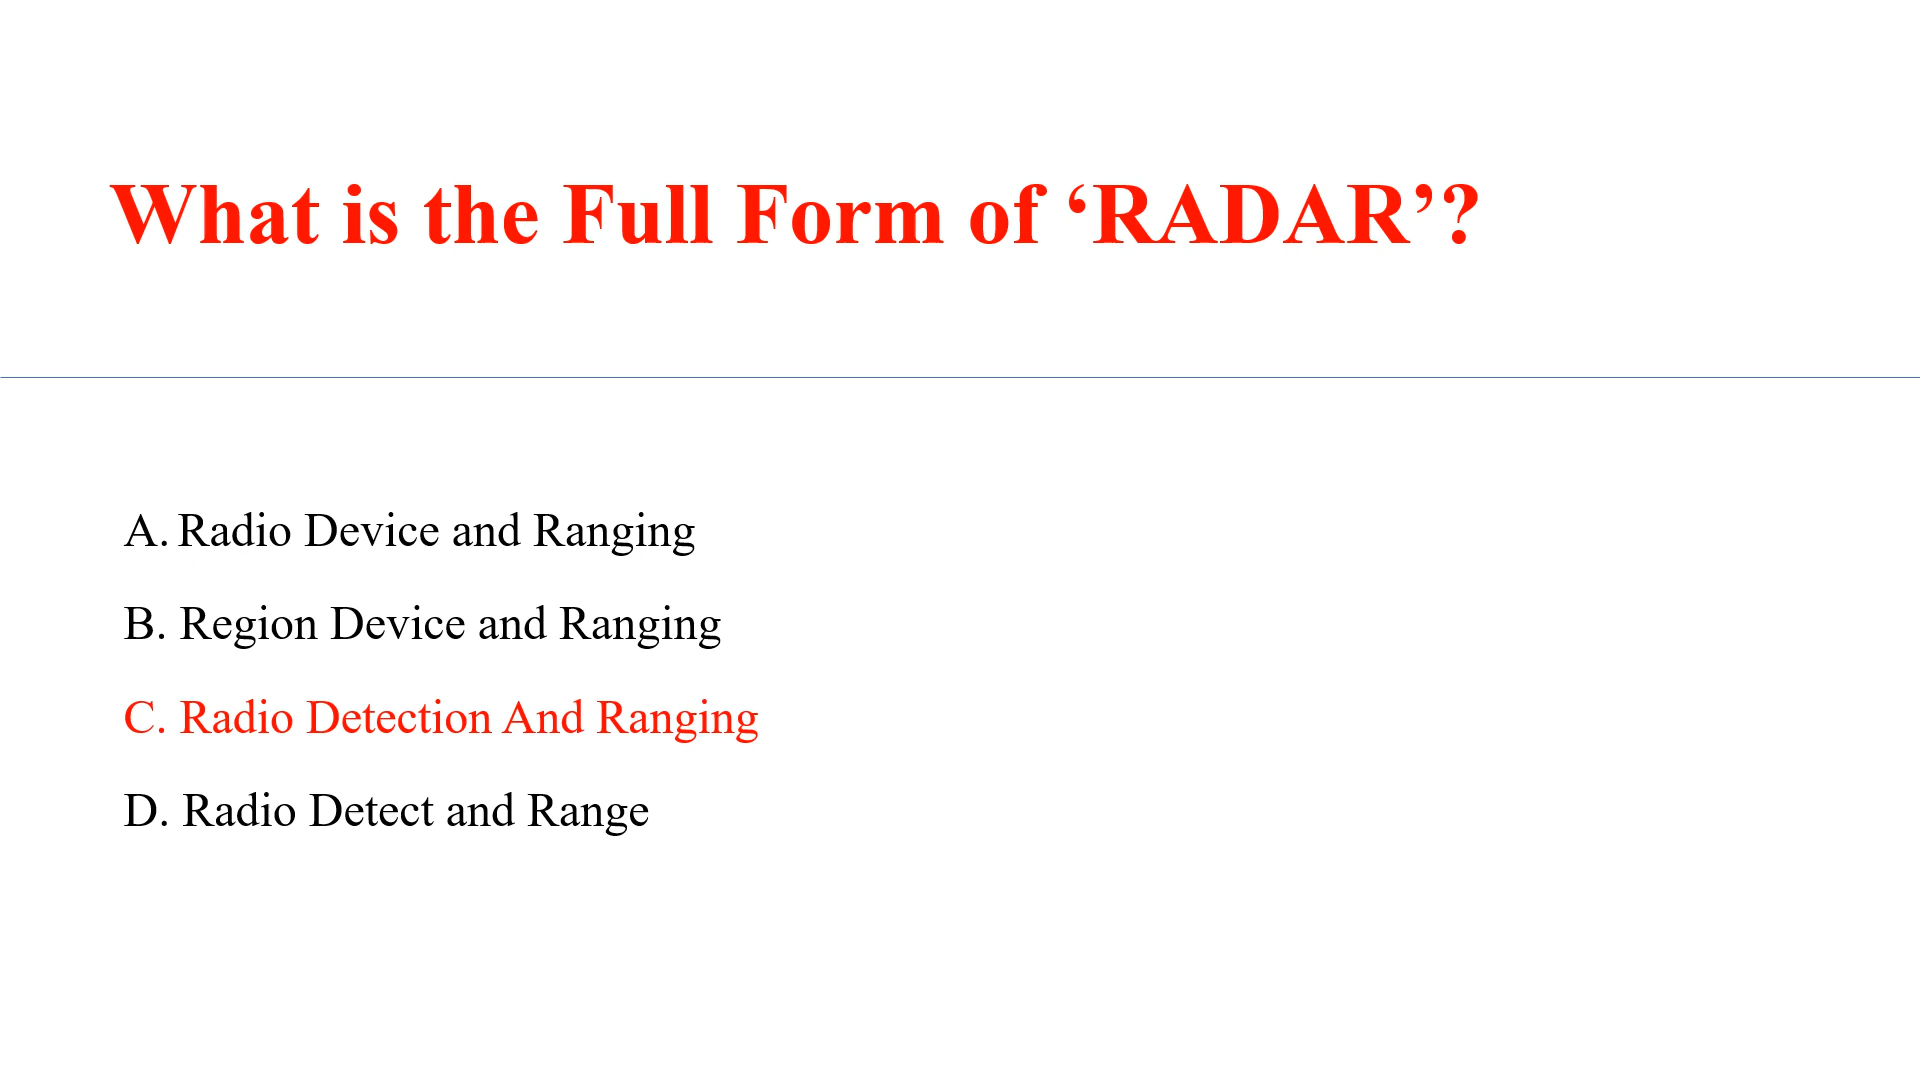 What is the Full Form of ‘RADAR’?
A. Radio Device and Ranging
B. Region Device and Ranging
C. Radio Detection And Ranging
D. Radio Detect and Range